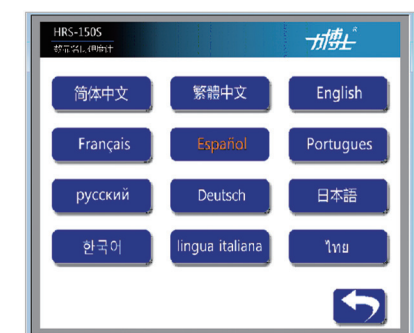 HRS-150S
力博士
简体中文 繁體中文 English
Français Español Portugues
русский Deutsch 日本語
한국어 lingua italiana ไทย